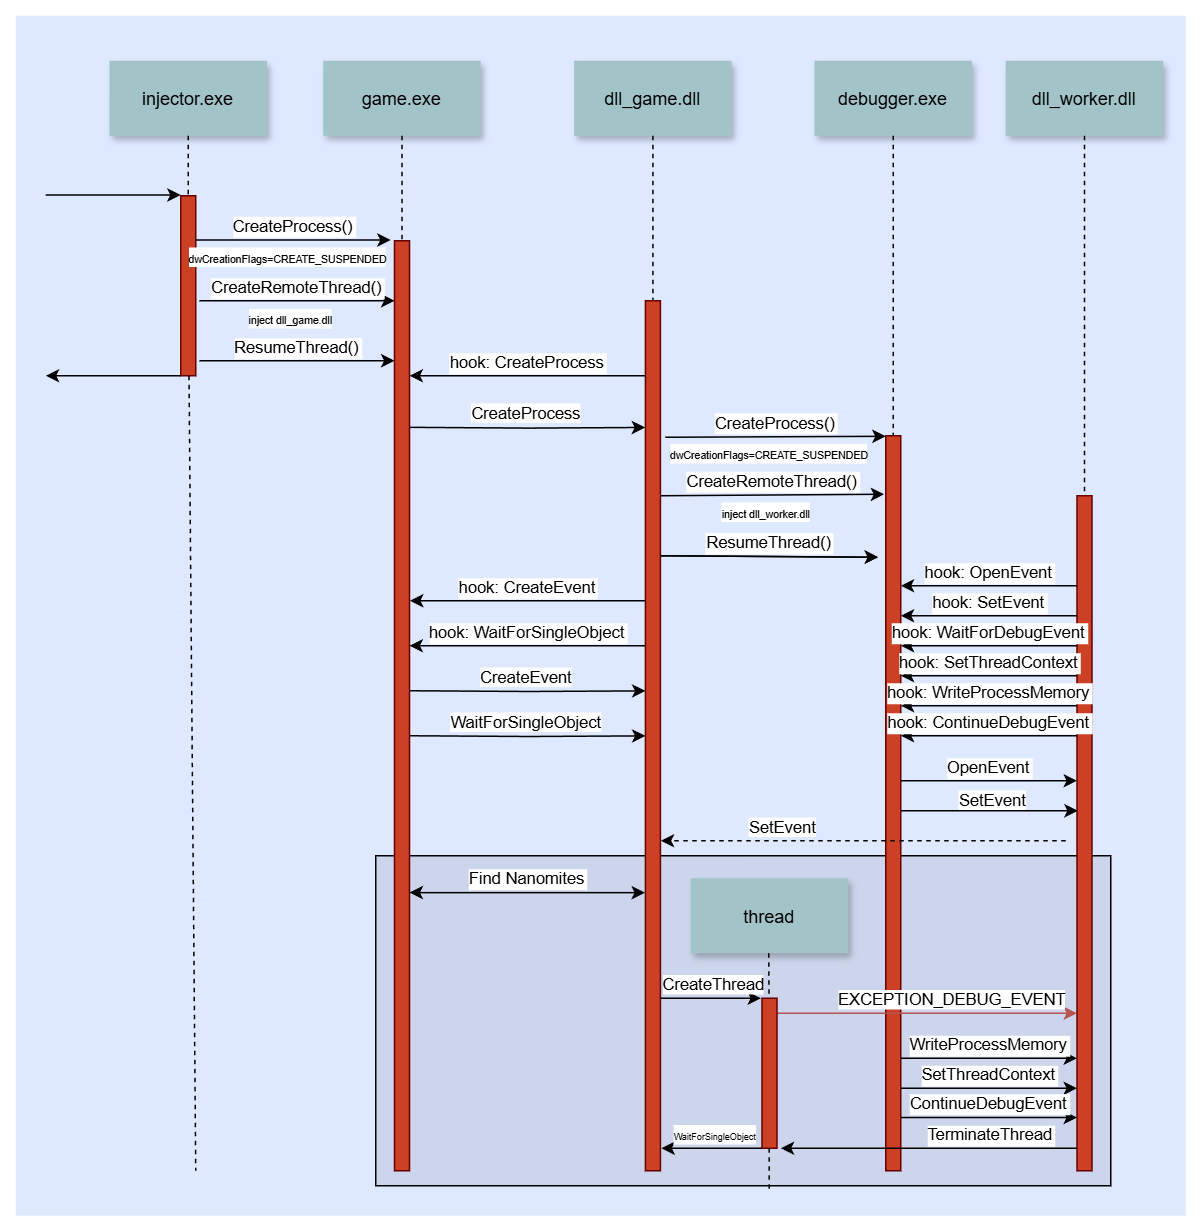 injector.exe
game.exe
dll_game.dll
debugger.exe
dll_worker.dll
CreateProcess()
dwCreationFlags=CREATE_SUSPENDED
CreateRemoteThread()
inject dll_game.dll
ResumeThread()
hook: CreateProcess
CreateProcess
CreateProcess()
dwCreationFlags=CREATE_SUSPENDED
CreateRemoteThread()
inject dll_worker.dll
ResumeThread()
hook: OpenEvent
hook: CreateEvent
hook: SetEvent
hook: WaitForSingleObject
hook: WaitForDebugEvent
hook: SetThreadContext
CreateEvent
hook: WriteProcessMemory
WaitForSingleObject
hook: ContinueDebugEvent
OpenEvent
SetEvent
SetEvent
Find Nanomites
thread
CreateThread
EXCEPTION_DEBUG_EVENT
WriteProcessMemory
SetThreadContext
ContinueDebugEvent
WaitForSingleObject
TerminateThread